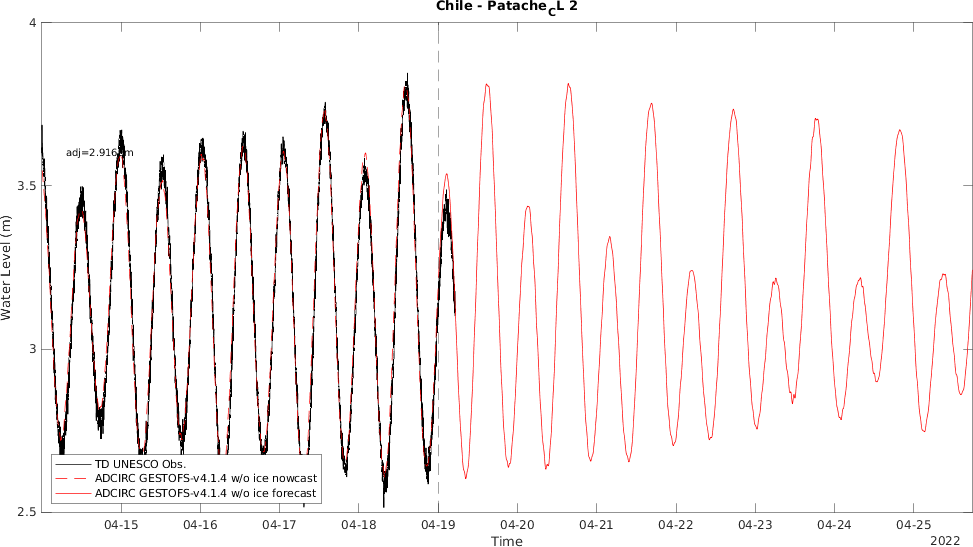 Chile - Patache_CL 2
4
3.5
3
2.5
Water Level (m)
adj=2.916 m
TD UNESCO Obs.
ADCIRC GESTOFS-v4.1.4 w/o ice nowcast
ADCIRC GESTOFS-v4.1.4 w/o ice forecast
04-15 04-16 04-17 04-18 04-19 04-20 04-21 04-22 04-23 04-24 04-25
Time
2022